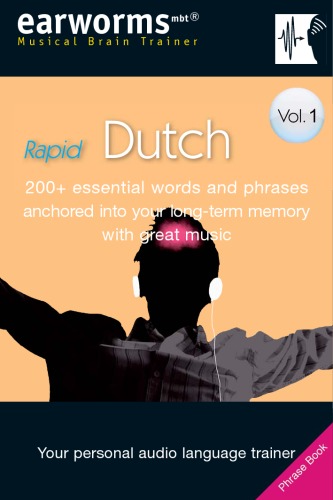 earworms mbt®
Musical Brain Trainer
Vol. 1
Rapid Dutch
200+ essential words and phrases
anchored into your long-term memory
with great music
Your personal audio language trainer
Phrase Book